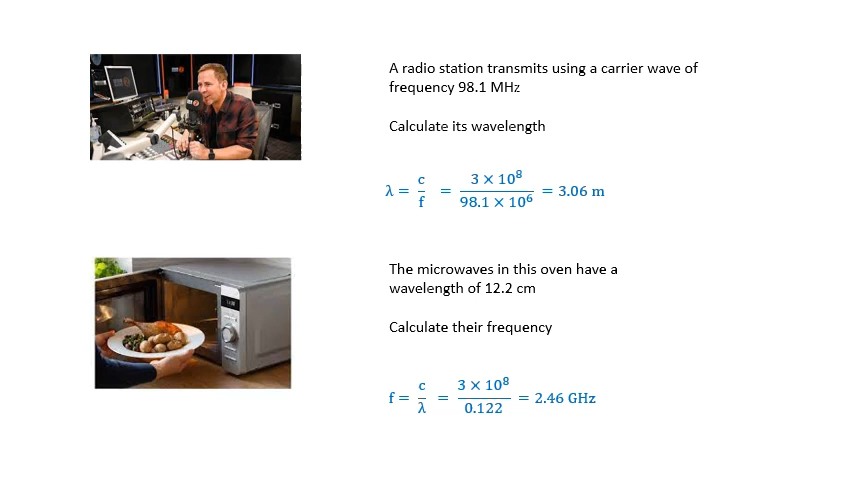 A radio station transmits using a carrier wave of
frequency 98.1 MHz
Calculate its wavelength
λ = c/f = (3 × 10⁸)/(98.1 × 10⁶) = 3.06 m
The microwaves in this oven have a
wavelength of 12.2 cm
Calculate their frequency
f = c/λ = (3 × 10⁸)/0.122 = 2.46 GHz